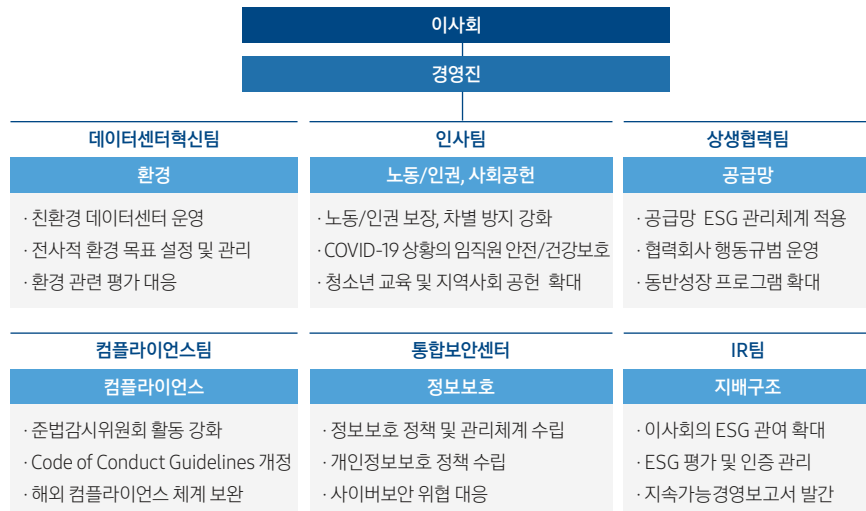 이사회
경영진
데이터센터혁신팀
환경
· 친환경 데이터센터 운영
· 전사적 환경 목표 설정 및 관리
· 환경 관련 평가 대응
인사팀
노동/인권, 사회공헌
· 노동/인권 보장, 차별 방지 강화
· COVID-19 상황의 임직원 안전/건강보호
· 청소년 교육 및 지역사회 공헌 확대
상생협력팀
공급망
· 공급망 ESG 관리체계 적용
· 협력회사 행동규범 운영
· 동반성장 프로그램 확대
컴플라이언스팀
컴플라이언스
· 준법감시위원회 활동 강화
· Code of Conduct Guidelines 개정
· 해외 컴플라이언스 체계 보완
통합보안센터
정보보호
· 정보보호 정책 및 관리체계 수립
· 개인정보보호 정책 수립
· 사이버보안 위협 대응
IR팀
지배구조
· 이사회의 ESG 관여 확대
· ESG 평가 및 인증 관리
· 지속가능경영보고서 발간